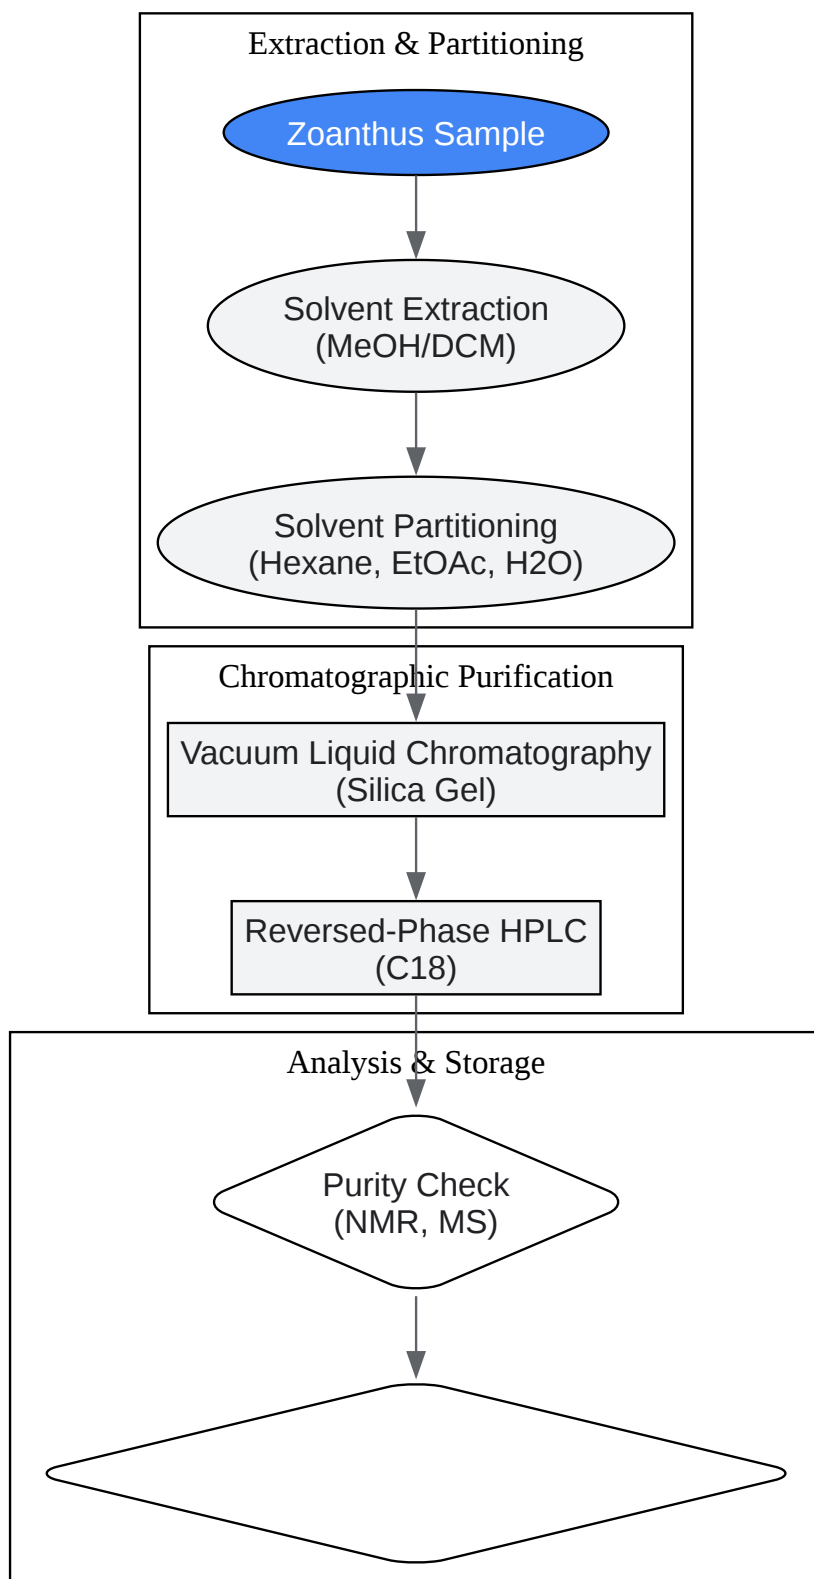 Extraction & Partitioning
Zoanthus Sample
Solvent Extraction
(MeOH/DCM)
Solvent Partitioning
(Hexane, EtOAc, H2O)
Chromatographic Purification
Vacuum Liquid Chromatography
(Silica Gel)
Reversed-Phase HPLC
(C18)
Analysis & Storage
Purity Check
(NMR, MS)